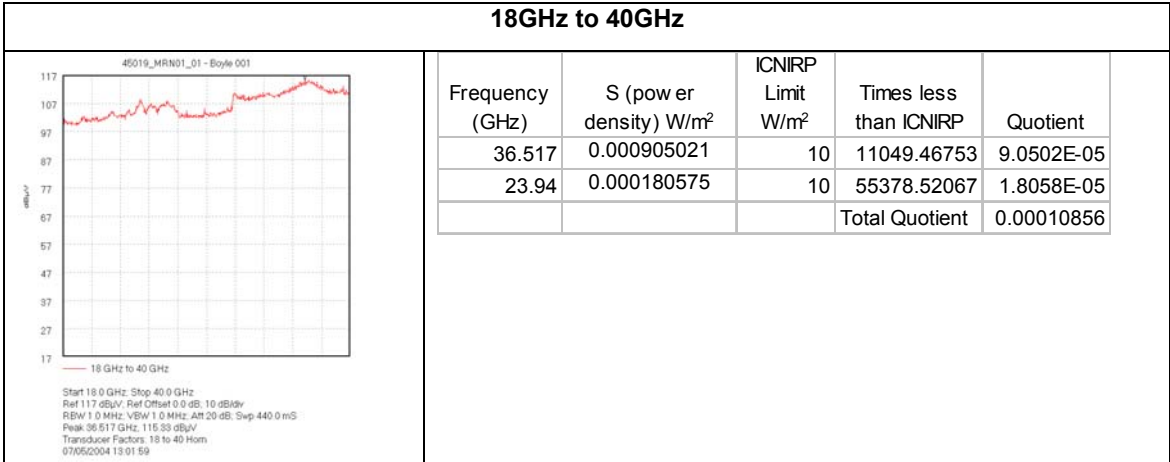 18GHz to 40GHz
45019_MRN01_01 - Boyle 001
117
107
97
87
77
67
57
47
37
27
17
dBµV
18 GHz to 40 GHz
Start 18.0 GHz; Stop 40.0 GHz
Ref 117 dBµV; Ref Offset 0.0 dB; 10 dB/div
RBW 1.0 MHz; VBW 1.0 MHz; Att 20 dB; Swp 440.0 mS
Peak 36.517 GHz, 115.33 dBµV
Transducer Factors: 18 to 40 Horn
07/05/2004 13:01:59
Frequency (GHz) S (pow er density) W/m² ICNIRP Limit W/m² Times less than ICNIRP Quotient
36.517 0.000905021 10 11049.46753 9.0502E-05
23.94 0.000180575 10 55378.52067 1.8058E-05
Total Quotient 0.00010856